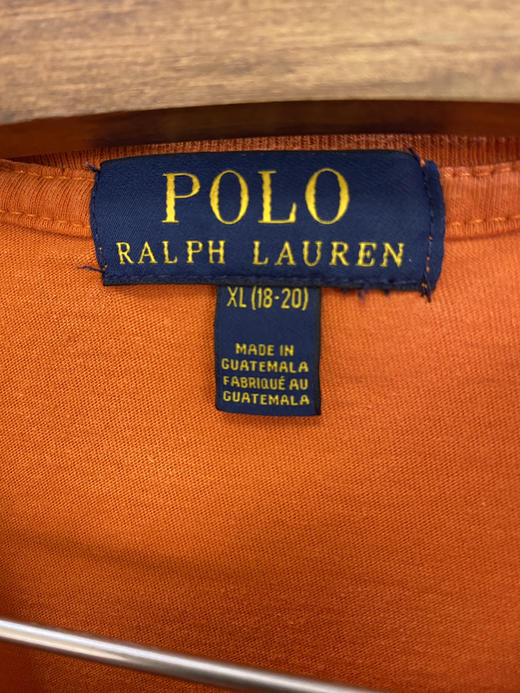 POLO
RALPH LAUREN
XL (18-20)
MADE IN
GUATEMALA
FABRIQUÉ AU
GUATEMALA